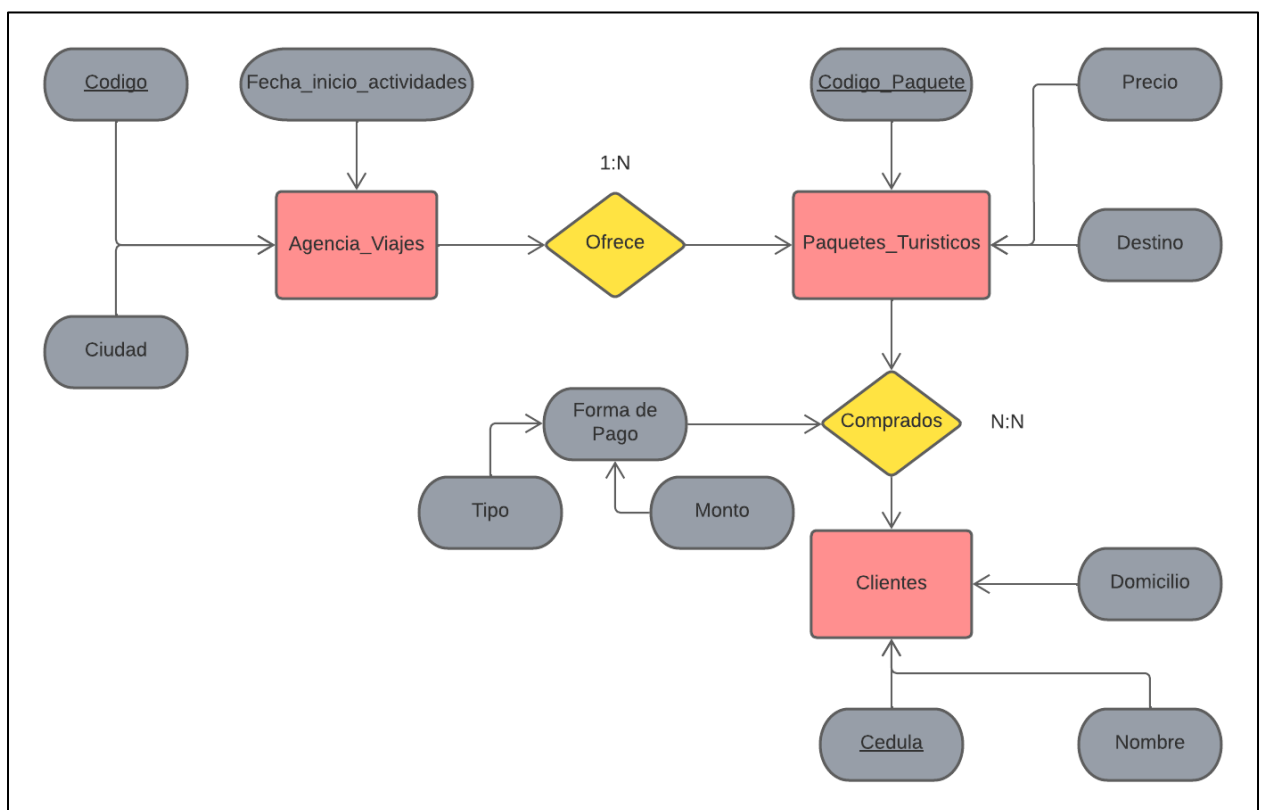 Codigo
Fecha_inicio_actividades
Codigo_Paquete
Precio
1:N
Agencia_Viajes
Ofrece
Paquetes_Turisticos
Destino
Ciudad
Forma de
Pago
Comprados
N:N
Tipo
Monto
Clientes
Domicilio
Cedula
Nombre